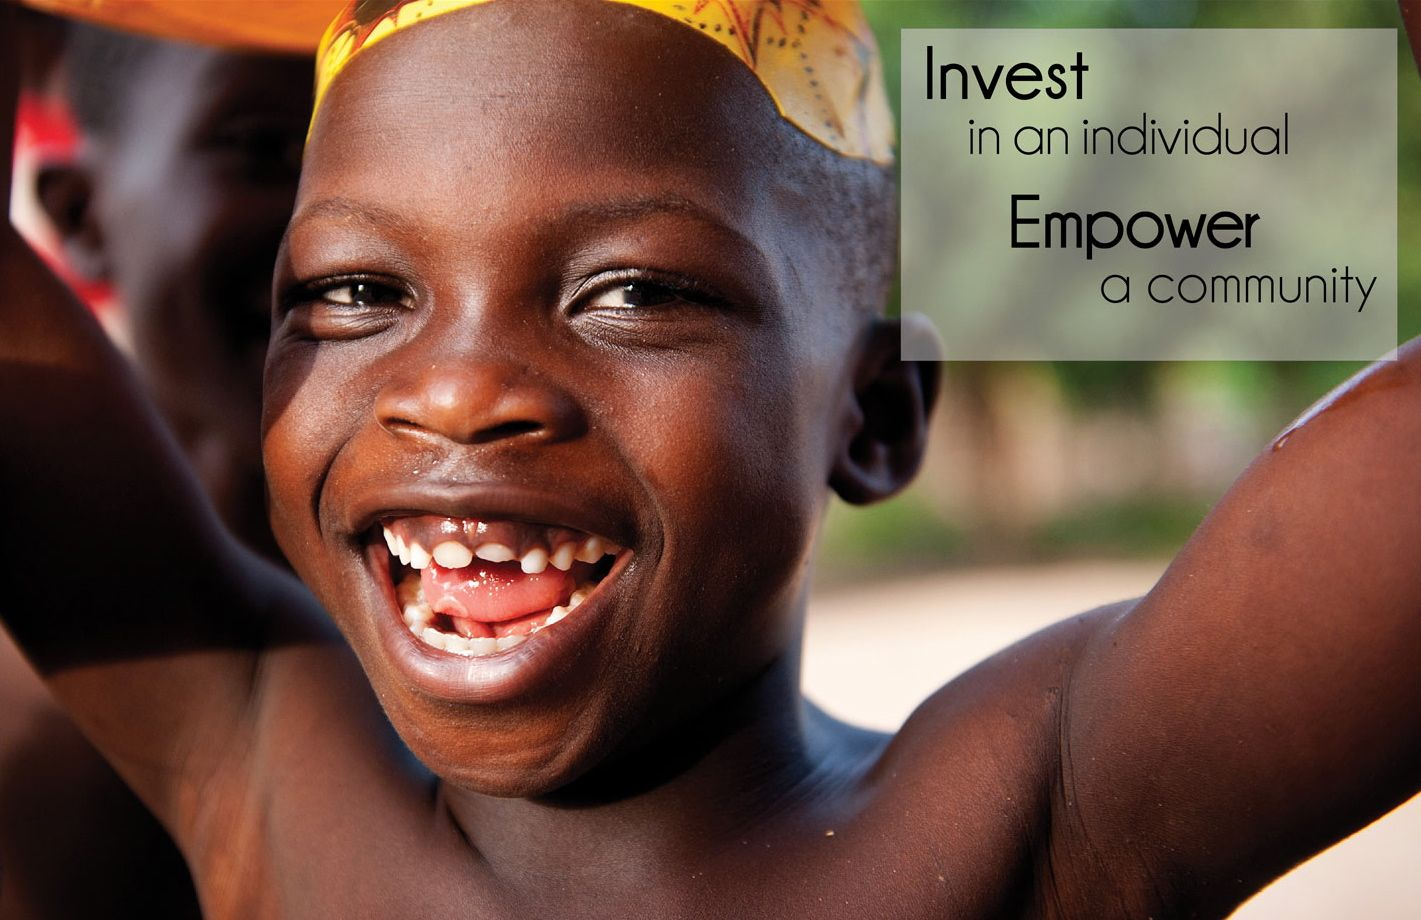 Invest
in an individual
Empower
a community